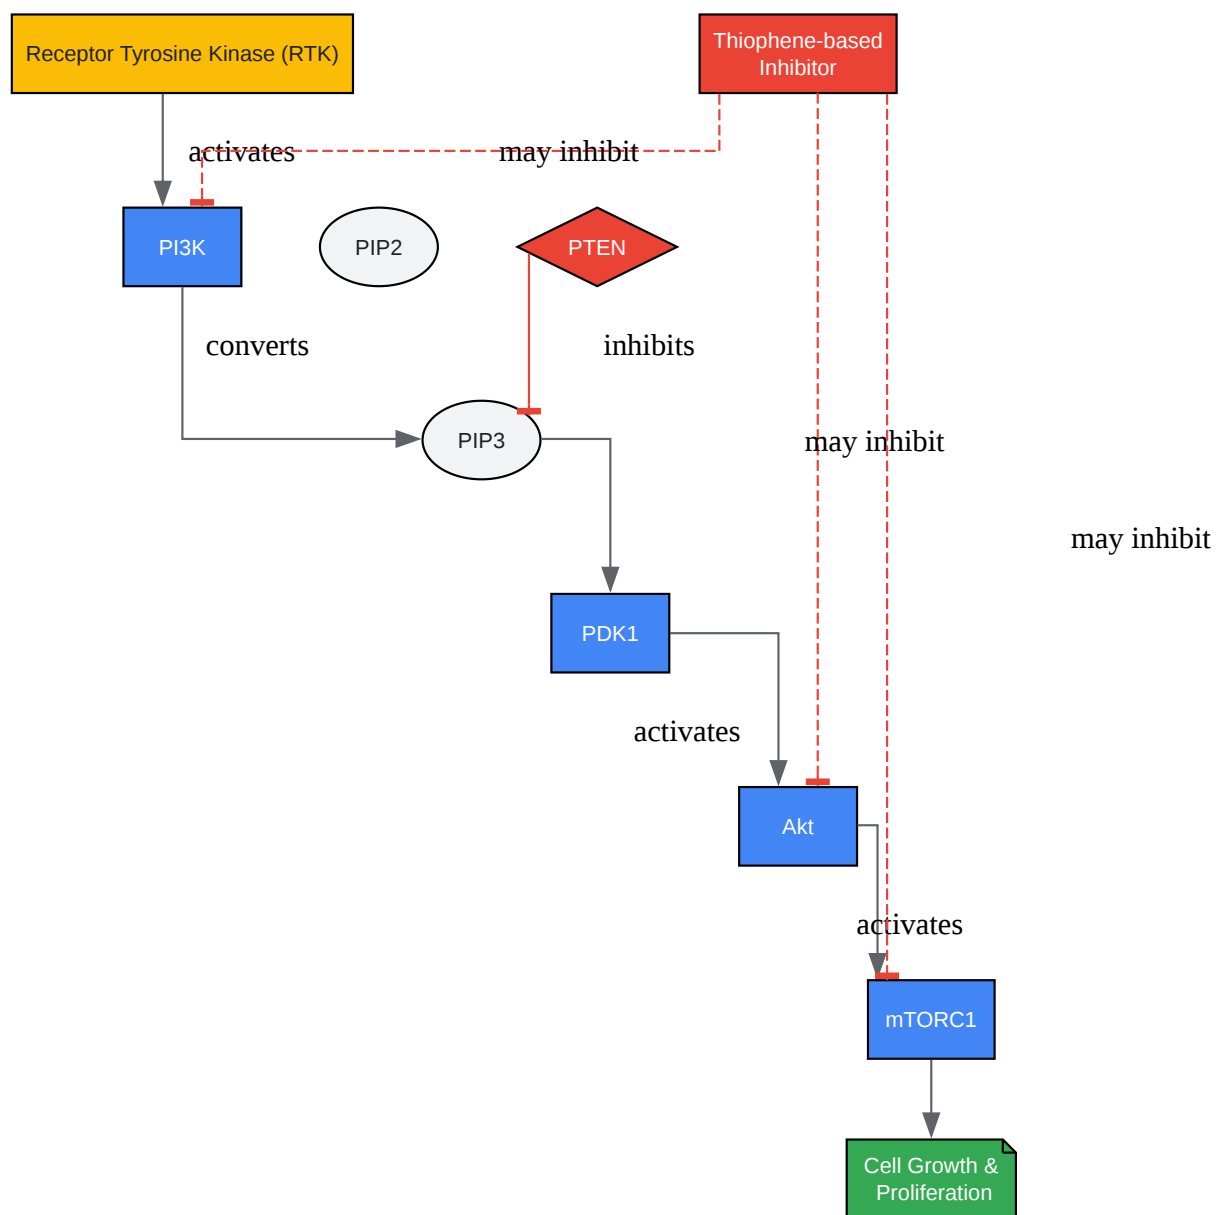 Receptor Tyrosine Kinase (RTK)
Thiophene-based
Inhibitor
activates
may inhibit
PI3K
PIP2
PTEN
converts
inhibits
PIP3
may inhibit
may inhibit
PDK1
activates
Akt
activates
mTORC1
Cell Growth &
Proliferation